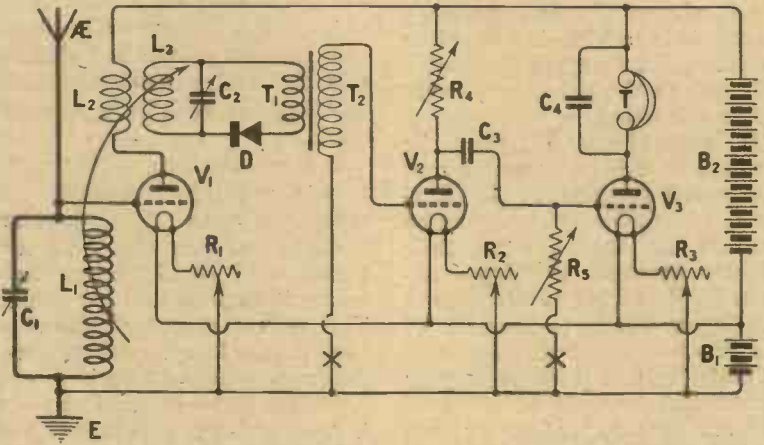 Æ
L₃
L₂
C₂
T₁
T₂
R₄
C₄
T
D
C₃
B₂
V₁
V₂
V₃
R₁
R₂
R₅
R₃
L₁
C₁
B₁
E